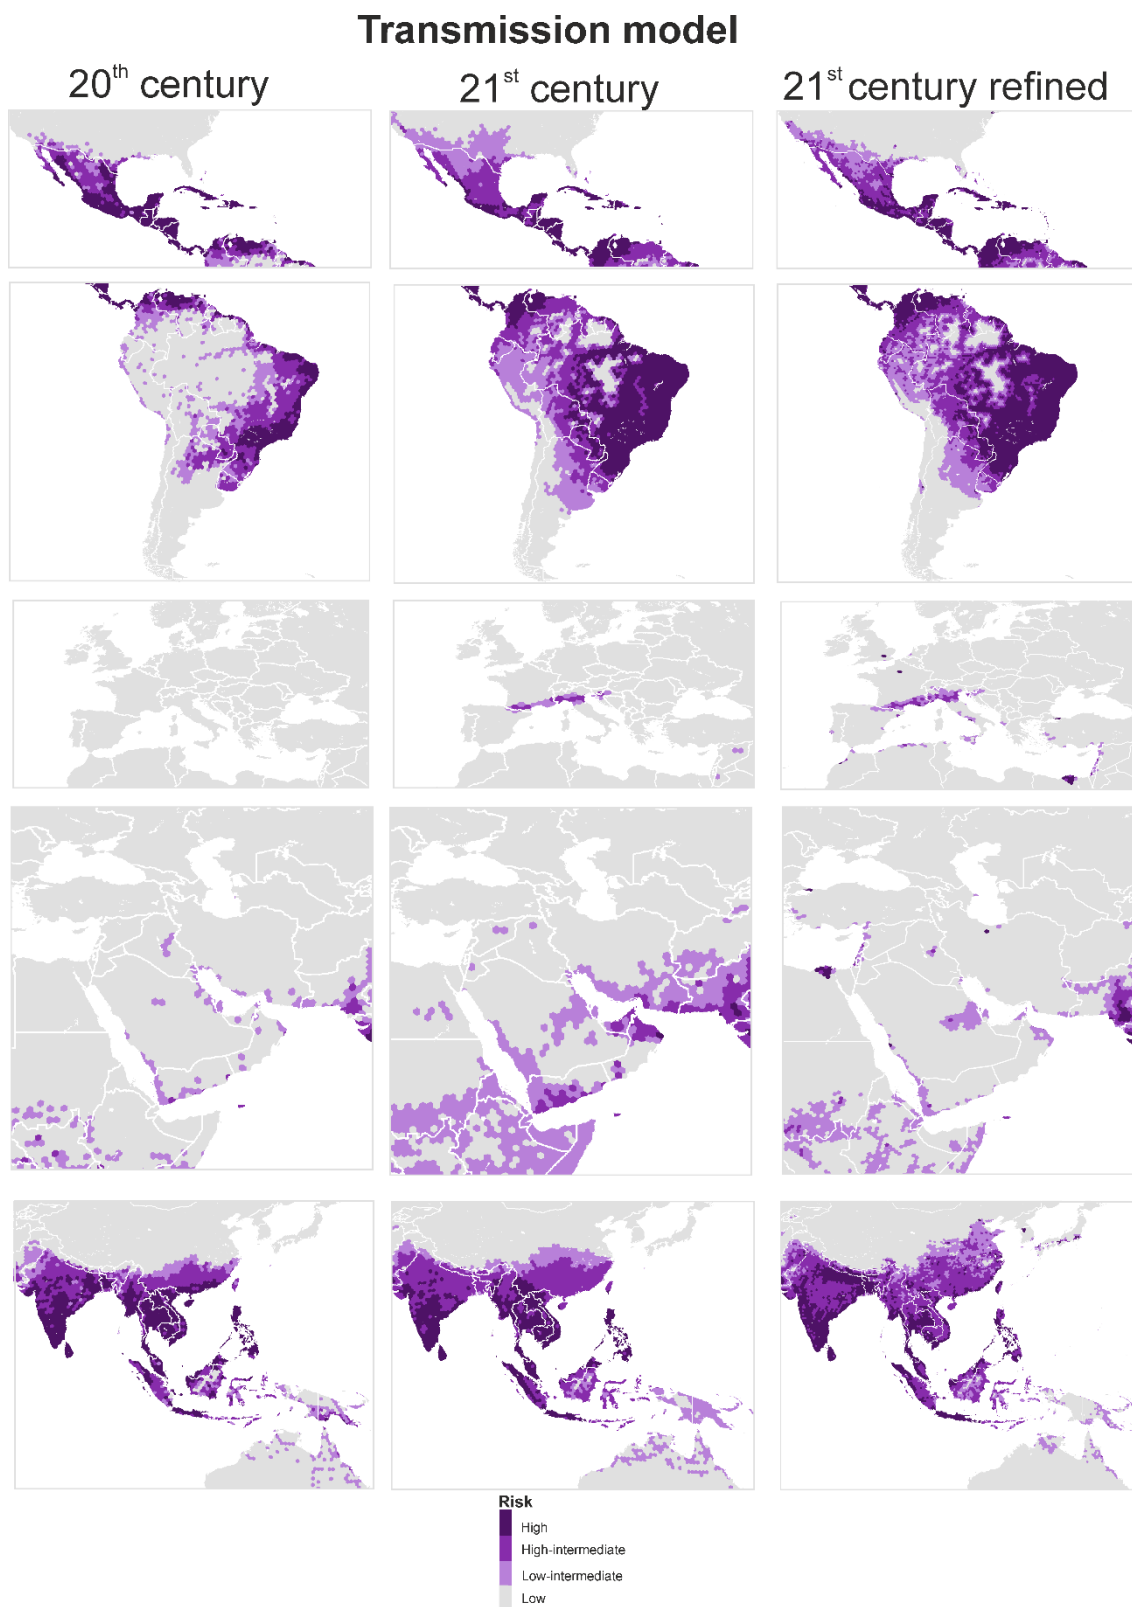 Transmission model
20th century
21st century
21st century refined
Risk
High
High-intermediate
Low-intermediate
Low